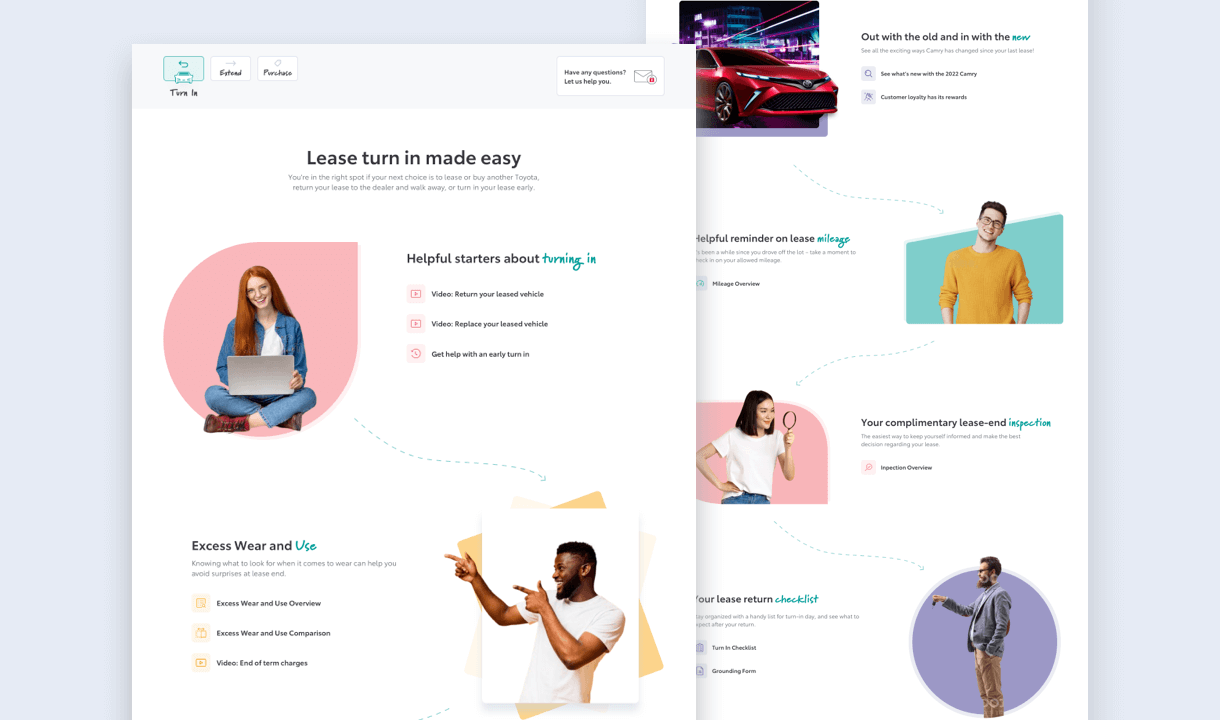 Turn In
Extend
Purchase
Have any questions?
Let us help you.
Lease turn in made easy
You're in the right spot if your next choice is to lease or buy another Toyota,
return your lease to the dealer and walk away, or turn in your lease early.
Helpful starters about turning in
Video: Return your leased vehicle
Video: Replace your leased vehicle
Get help with an early turn in
Excess Wear and Use
Knowing what to look for when it comes to wear can help you
avoid surprises at lease end.
Excess Wear and Use Overview
Excess Wear and Use Comparison
Video: End of term charges
Out with the old and in with the new
See all the exciting ways Camry has changed since your last lease!
See what's new with the 2022 Camry
Customer loyalty has its rewards
Helpful reminder on lease mileage
been a while since you drove off the lot – take a moment to
in on your allowed mileage.
Mileage Overview
Your complimentary lease-end inspection
The easiest way to keep yourself informed and make the best
decision regarding your lease.
Inpection Overview
Your lease return checklist
organized with a handy list for turn-in day, and see what to
after your return
Turn In Checklist
Grounding Form